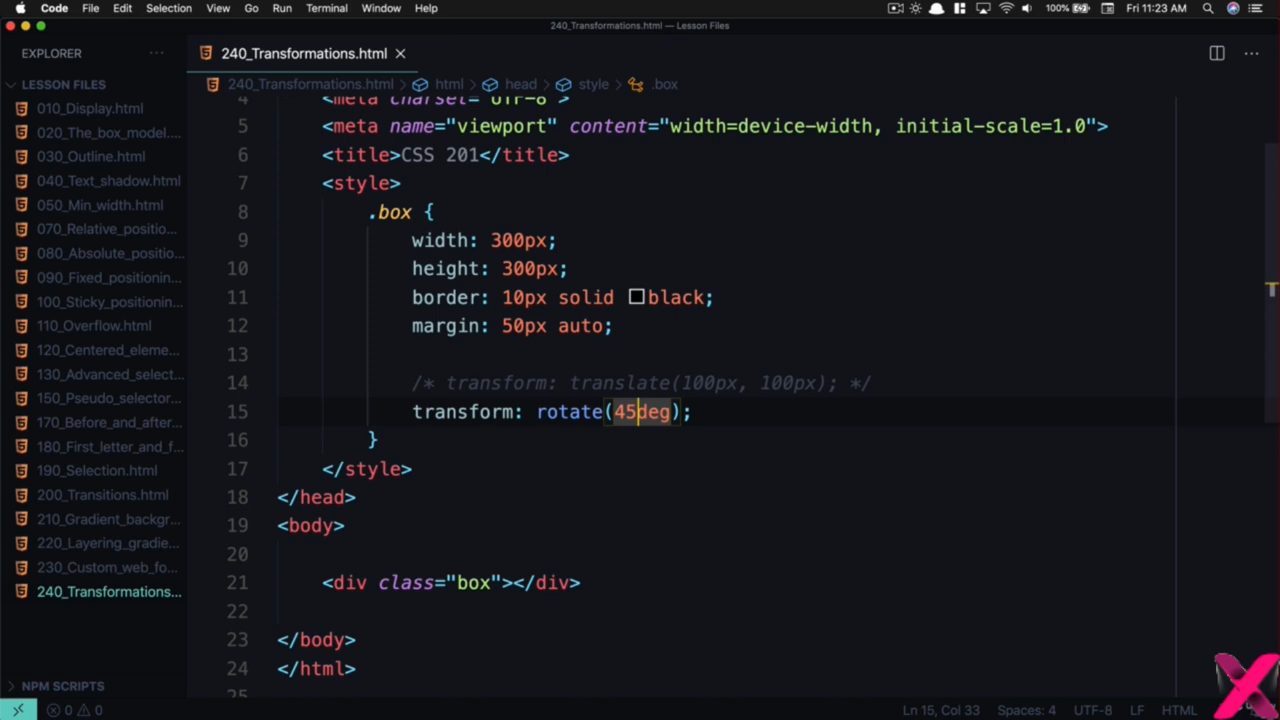 Code File Edit Selection View Go Run Terminal Window Help 100% Fri 11:23 AM
240_Transformations.html — Lesson Files
EXPLORER
240_Transformations.html
LESSON FILES
240_Transformations.html > html > head > style > .box
010_Display.html
020_The_box_model....
030_Outline.html
040_Text_shadow.html
050_Min_width.html
070_Relative_positio...
080_Absolute_positio...
090_Fixed_positionin...
100_Sticky_positionin...
110_Overflow.html
120_Centered_eleme...
130_Advanced_select...
150_Pseudo_selector...
170_Before_and_after...
180_First_letter_and_f...
190_Selection.html
200_Transitions.html
210_Gradient_backgr...
220_Layering_gradie...
230_Custom_web_fo...
240_Transformations...
NPM SCRIPTS
4 <meta charset="UTF-8">
5 <meta name="viewport" content="width=device-width, initial-scale=1.0">
6 <title>CSS 201</title>
7 <style>
8 .box {
9 width: 300px;
10 height: 300px;
11 border: 10px solid black;
12 margin: 50px auto;
13
14 /* transform: translate(100px, 100px); */
15 transform: rotate(45deg);
16 }
17 </style>
18 </head>
19 <body>
20
21 <div class="box"></div>
22
23 </body>
24 </html>
25
0 0 Ln 15, Col 33 Spaces: 4 UTF-8 LF HTML
X